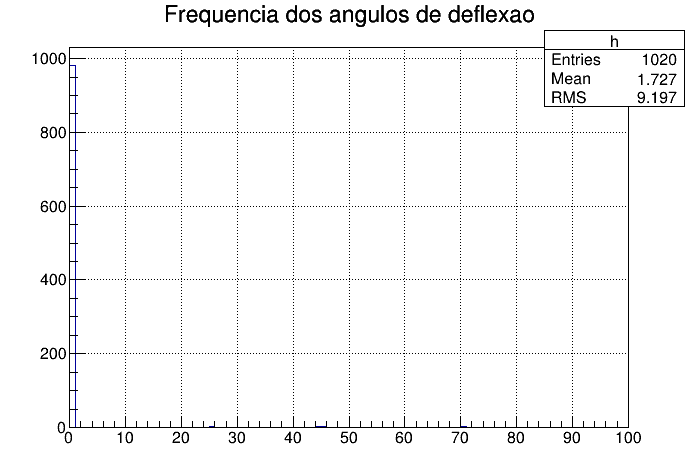 Frequencia dos angulos de deflexao
h
Entries 1020
Mean 1.727
RMS 9.197
1000
800
600
400
200
0
0 10 20 30 40 50 60 70 80 90 100